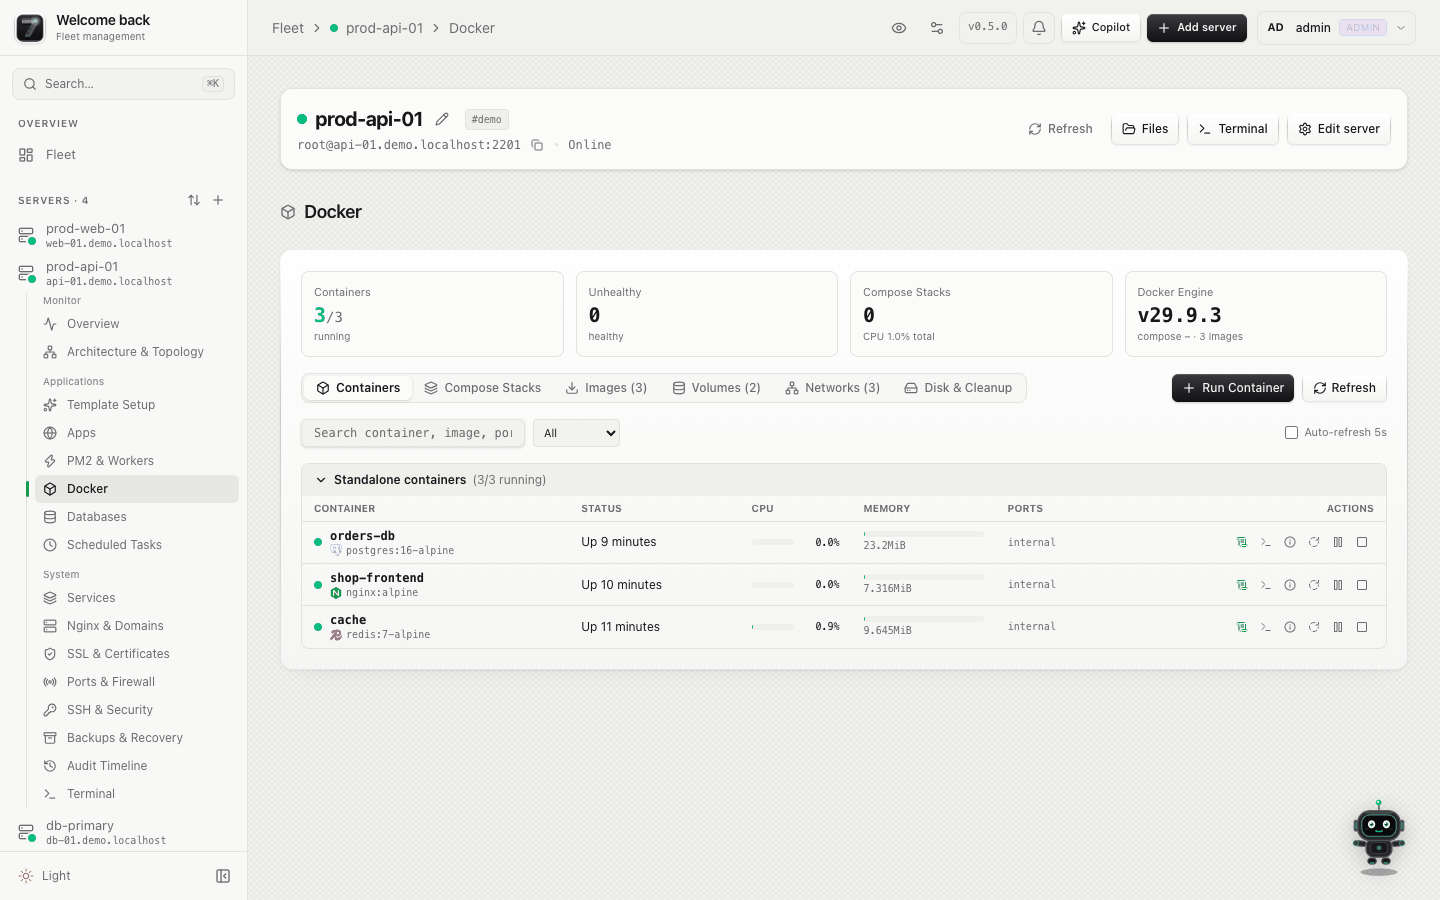 Welcome back
Fleet management
Search...
⌘K
OVERVIEW
Fleet
SERVERS · 4
prod-web-01
web-01.demo.localhost
prod-api-01
api-01.demo.localhost
Monitor
Overview
Architecture & Topology
Applications
Template Setup
Apps
PM2 & Workers
Docker
Databases
Scheduled Tasks
System
Services
Nginx & Domains
SSL & Certificates
Ports & Firewall
SSH & Security
Backups & Recovery
Audit Timeline
Terminal
db-primary
db-01.demo.localhost
Light
Fleet > prod-api-01 > Docker
v0.5.0
Copilot
+ Add server
AD admin ADMIN
prod-api-01 #demo
root@api-01.demo.localhost:2201 • Online
Refresh
Files
Terminal
Edit server
Docker
Containers
3/3
running
Unhealthy
0
healthy
Compose Stacks
0
CPU 1.0% total
Docker Engine
v29.9.3
compose – · 3 images
Containers
Compose Stacks
Images (3)
Volumes (2)
Networks (3)
Disk & Cleanup
+ Run Container
Refresh
Search container, image, por
All
Auto-refresh 5s
Standalone containers (3/3 running)
CONTAINER STATUS CPU MEMORY PORTS ACTIONS
orders-db
postgres:16-alpine
Up 9 minutes 0.0% 23.2MiB internal
shop-frontend
nginx:alpine
Up 10 minutes 0.0% 7.316MiB internal
cache
redis:7-alpine
Up 11 minutes 0.9% 9.645MiB internal